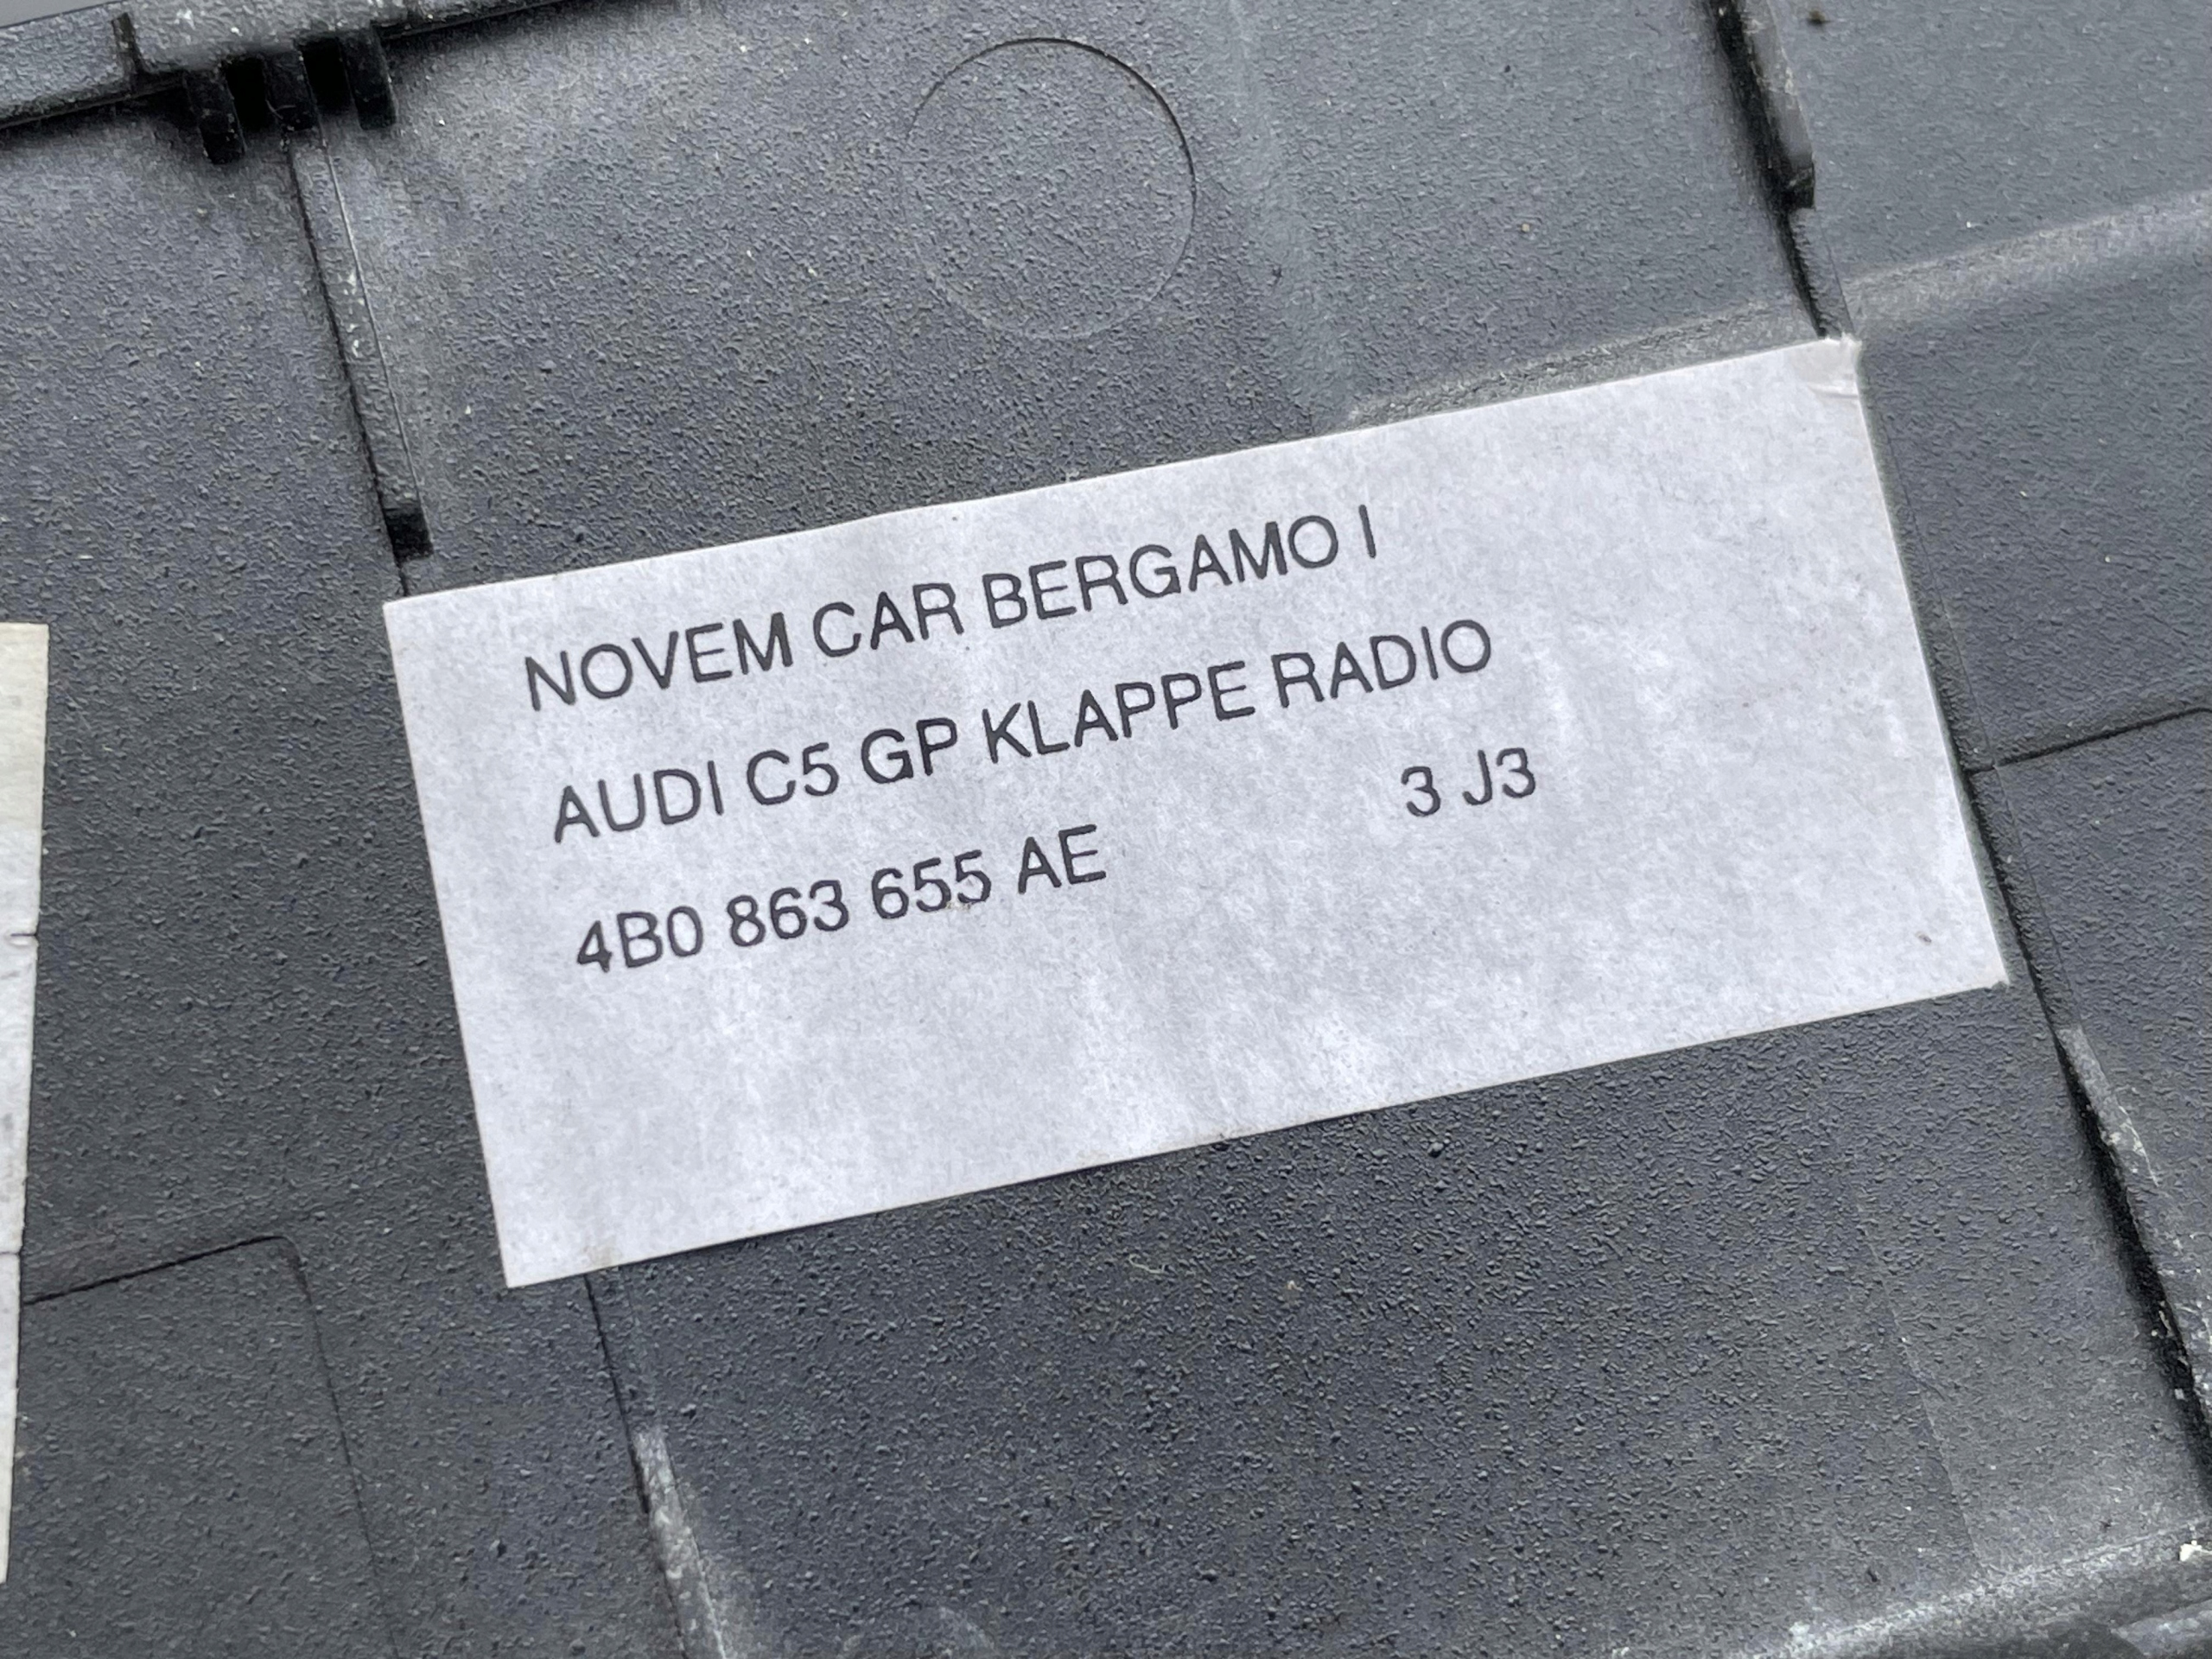 NOVEM CAR BERGAMO I
AUDI C5 GP KLAPPE RADIO
4B0 863 655 AE 3 J3